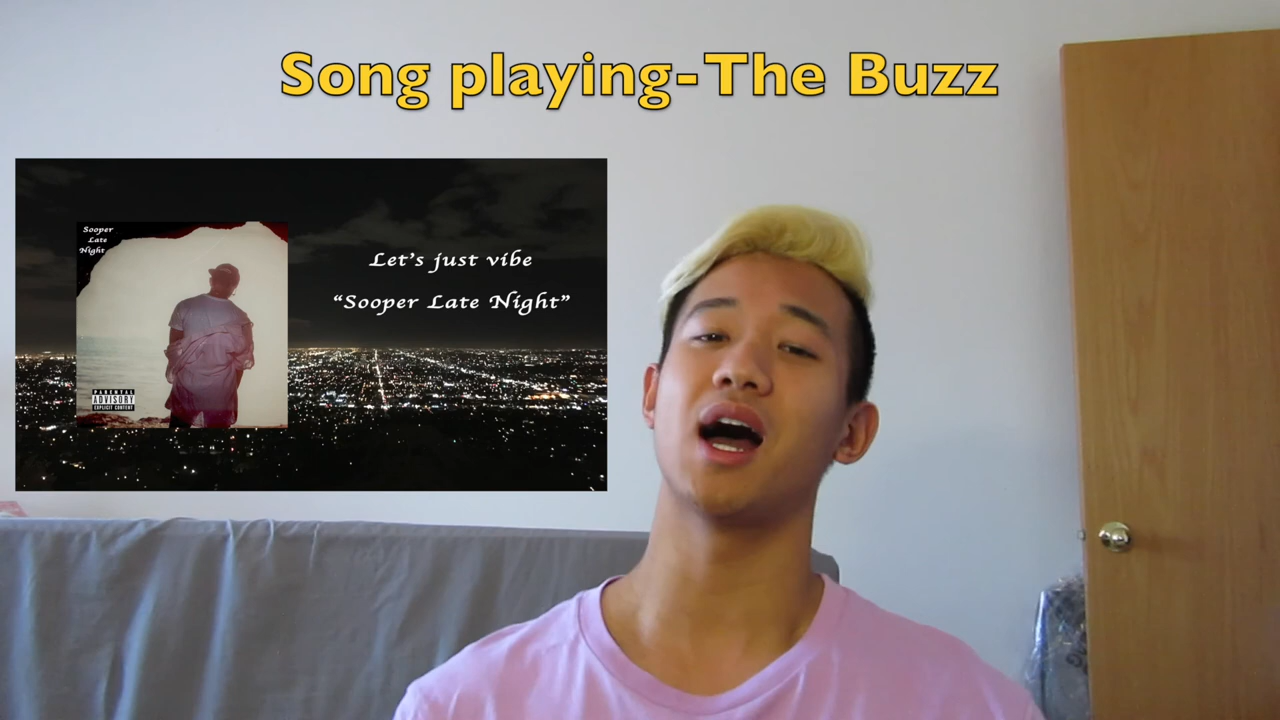 Song playing-The Buzz
Sooper
Late
Night
Let's just vibe
“Sooper Late Night”
PARENTAL
ADVISORY
EXPLICIT CONTENT